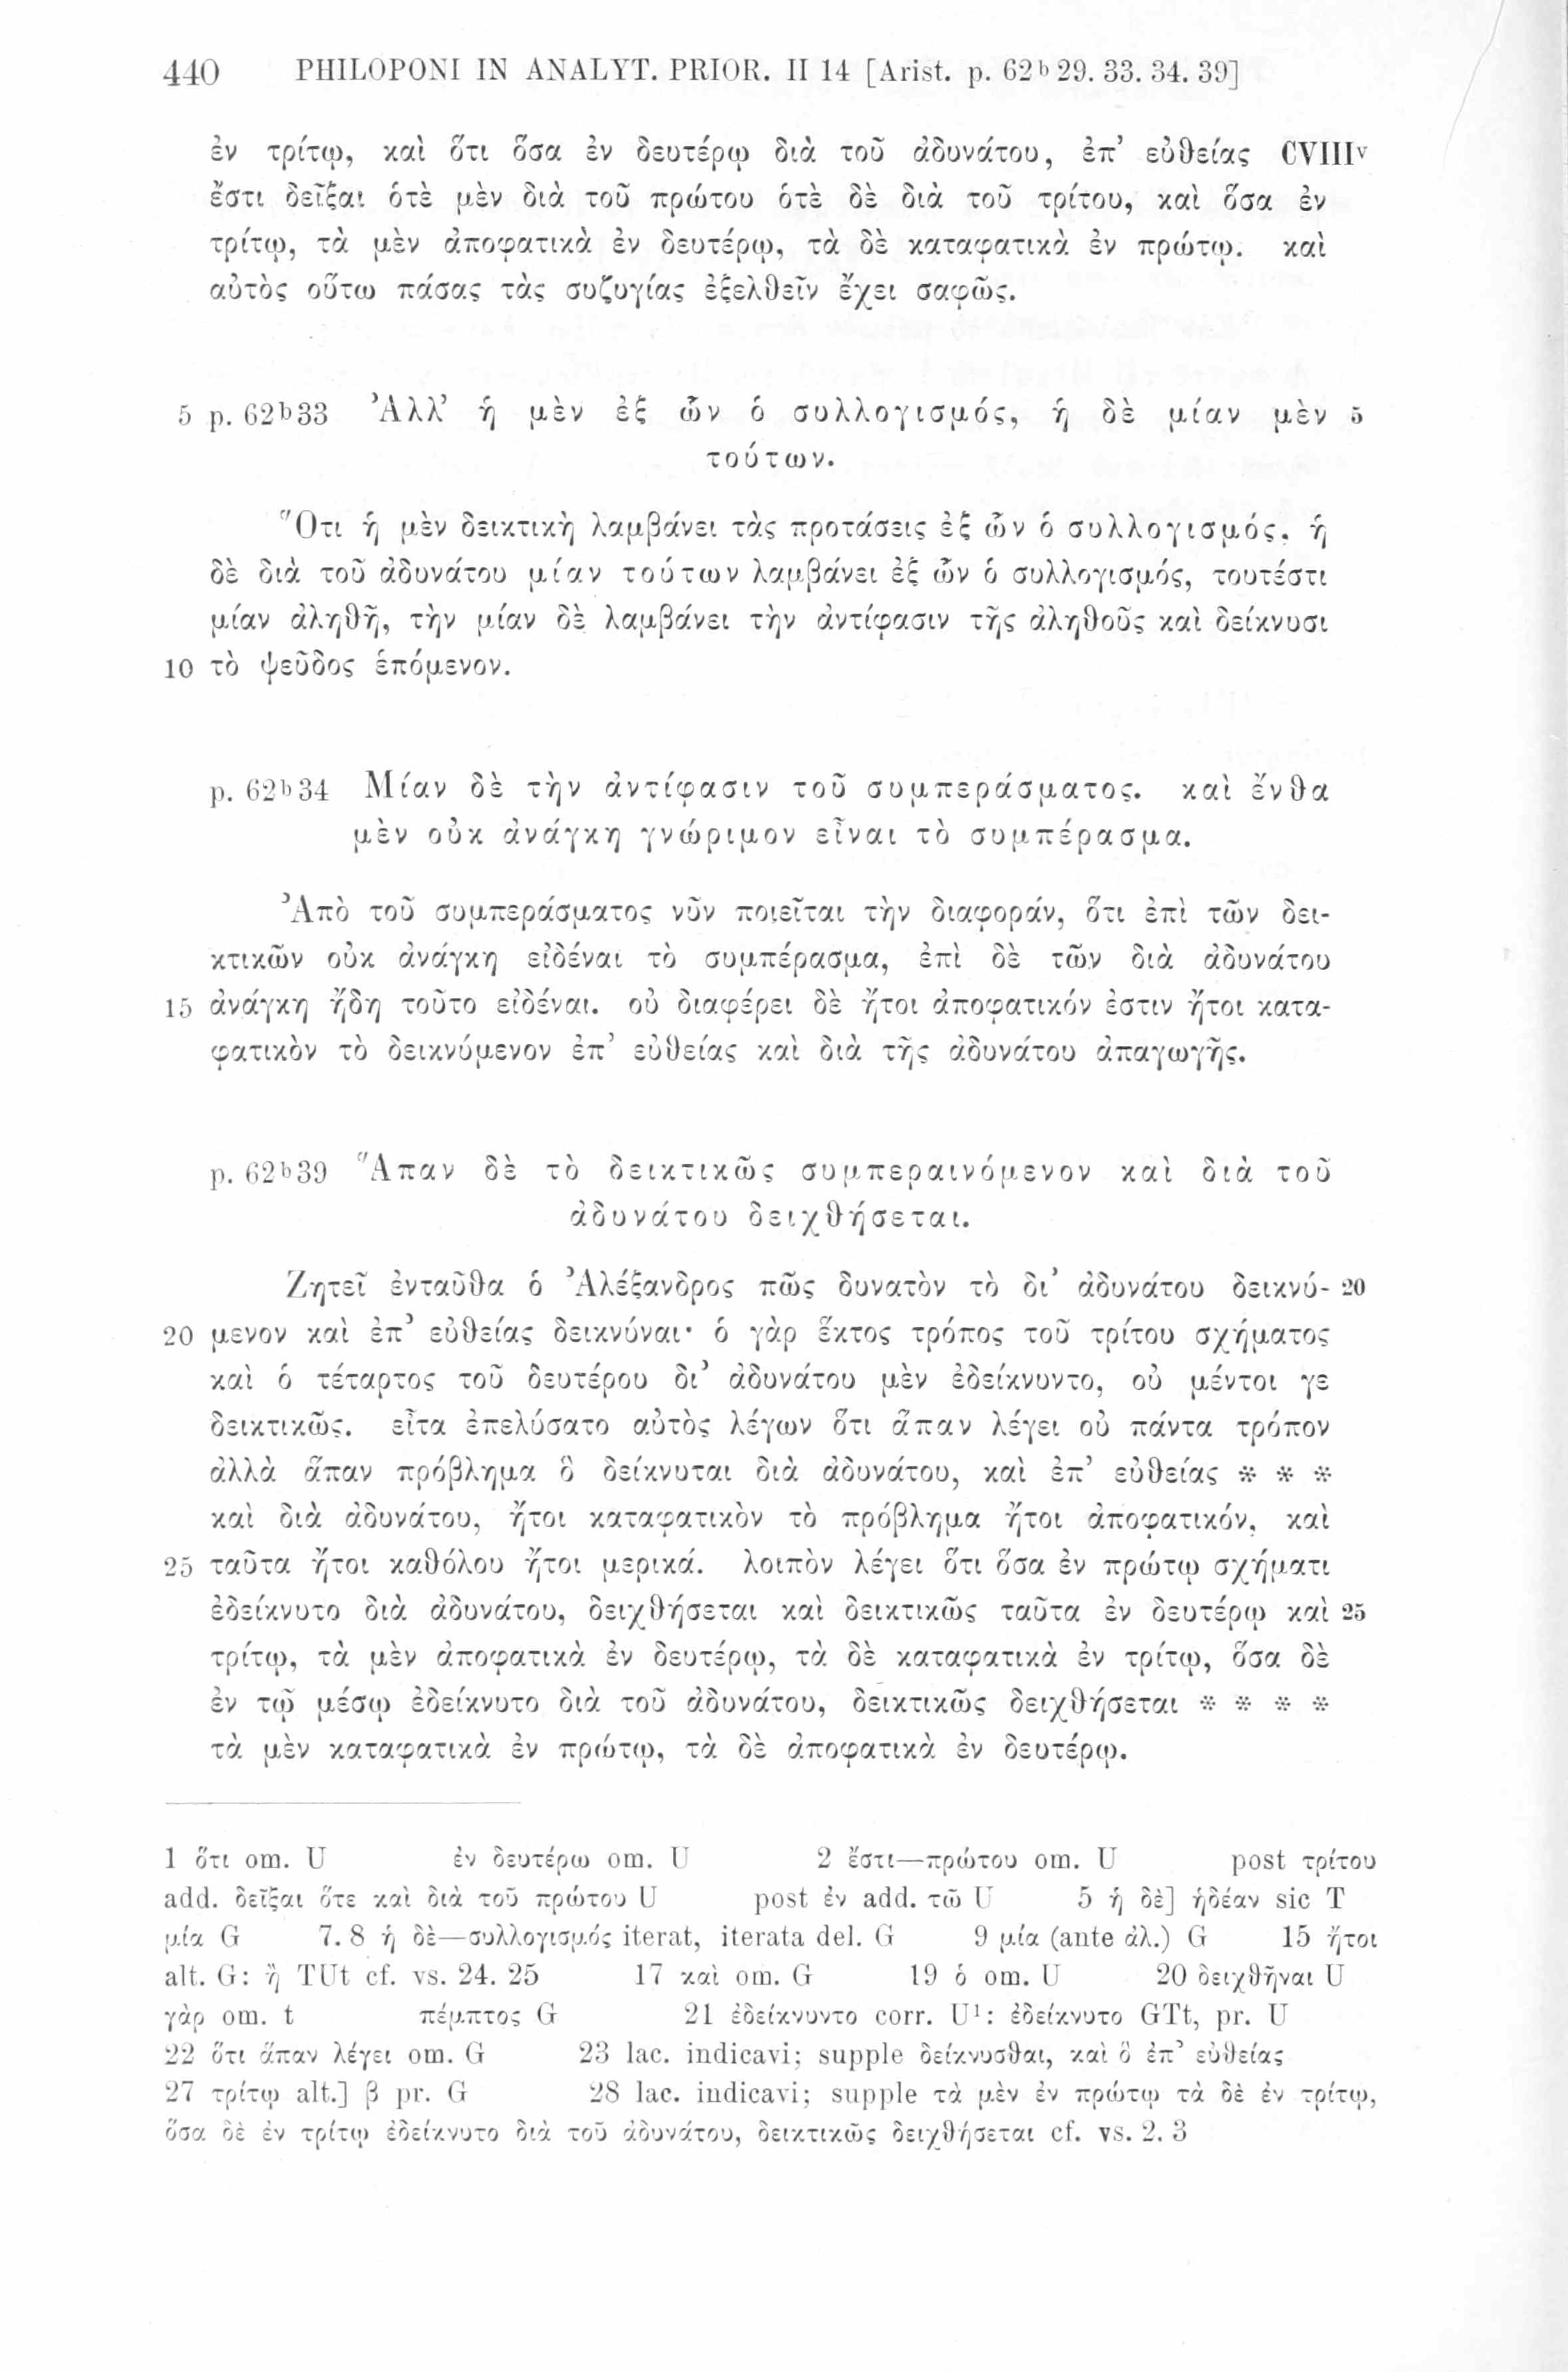 440 PHILOPONI IN ANALYT. PRIOR. II 14 [Arist. p. 62ᵇ29. 33. 34. 39]
ἐν τρίτῳ, καὶ ὅτι ὅσα ἐν δευτέρῳ διὰ τοῦ ἀδυνάτου, ἐπ’ εὐθείας CVIIIᵛ
ἔστι δεῖξαι ὁτὲ μὲν διὰ τοῦ πρώτου ὁτὲ δὲ διὰ τοῦ τρίτου, καὶ ὅσα ἐν
τρίτῳ, τὰ μὲν ἀποφατικὰ ἐν δευτέρῳ, τὰ δὲ καταφατικὰ ἐν πρώτῳ. καὶ
αὐτὸς οὕτω πάσας τὰς συζυγίας ἐξελθεῖν ἔχει σαφῶς.
5 p. 62ᵇ33 Ἀλλ’ ἡ μὲν ἐξ ὧν ὁ συλλογισμός, ἡ δὲ μίαν μὲν 5
τούτων.
Ὅτι ἡ μὲν δεικτικὴ λαμβάνει τὰς προτάσεις ἐξ ὧν ὁ συλλογισμός, ἡ
δὲ διὰ τοῦ ἀδυνάτου μίαν τούτων λαμβάνει ἐξ ὧν ὁ συλλογισμός, τουτέστι
μίαν ἀληθῆ, τὴν μίαν δὲ λαμβάνει τὴν ἀντίφασιν τῆς ἀληθοῦς καὶ δείκνυσι
10 τὸ ψεῦδος ἑπόμενον.
p. 62ᵇ34 Μίαν δὲ τὴν ἀντίφασιν τοῦ συμπεράσματος. καὶ ἔνθα
μὲν οὐκ ἀνάγκη γνώριμον εἶναι τὸ συμπέρασμα.
Ἀπὸ τοῦ συμπεράσματος νῦν ποιεῖται τὴν διαφοράν, ὅτι ἐπὶ τῶν δει-
κτικῶν οὐκ ἀνάγκη εἰδέναι τὸ συμπέρασμα, ἐπὶ δὲ τῶν διὰ ἀδυνάτου
15 ἀνάγκη ἤδη τοῦτο εἰδέναι. οὐ διαφέρει δὲ ἤτοι ἀποφατικόν ἐστιν ἤτοι κατα-
φατικὸν τὸ δεικνύμενον ἐπ’ εὐθείας καὶ διὰ τῆς ἀδυνάτου ἀπαγωγῆς.
p. 62ᵇ39 Ἅπαν δὲ τὸ δεικτικῶς συμπεραινόμενον καὶ διὰ τοῦ
ἀδυνάτου δειχθήσεται.
Ζητεῖ ἐνταῦθα ὁ Ἀλέξανδρος πῶς δυνατὸν τὸ δι’ ἀδυνάτου δεικνύ- 20
20 μενον καὶ ἐπ’ εὐθείας δεικνύναι· ὁ γὰρ ἕκτος τρόπος τοῦ τρίτου σχήματος
καὶ ὁ τέταρτος τοῦ δευτέρου δι’ ἀδυνάτου μὲν ἐδείκνυντο, οὐ μέντοι γε
δεικτικῶς. εἶτα ἐπελύσατο αὐτὸς λέγων ὅτι ἅπαν λέγει οὐ πάντα τρόπον
ἀλλὰ ἅπαν πρόβλημα ὃ δείκνυται διὰ ἀδυνάτου, καὶ ἐπ’ εὐθείας * * *
καὶ διὰ ἀδυνάτου, ἤτοι καταφατικὸν τὸ πρόβλημα ἤτοι ἀποφατικόν, καὶ
25 ταῦτα ἤτοι καθόλου ἤτοι μερικά. λοιπὸν λέγει ὅτι ὅσα ἐν πρώτῳ σχήματι
ἐδείκνυτο διὰ ἀδυνάτου, δειχθήσεται καὶ δεικτικῶς ταῦτα ἐν δευτέρῳ καὶ 25
τρίτῳ, τὰ μὲν ἀποφατικὰ ἐν δευτέρῳ, τὰ δὲ καταφατικὰ ἐν τρίτῳ, ὅσα δὲ
ἐν τῷ μέσῳ ἐδείκνυτο διὰ τοῦ ἀδυνάτου, δεικτικῶς δειχθήσεται * * * *
τὰ μὲν καταφατικὰ ἐν πρώτῳ, τὰ δὲ ἀποφατικὰ ἐν δευτέρῳ.
1 ὅτι om. U ἐν δευτέρω om. U 2 ἔστι—πρώτου om. U post τρίτου
add. δεῖξαι ὅτε καὶ διὰ τοῦ πρώτου U post ἐν add. τῶ U 5 ἡ δὲ] ἡδέαν sic T
μία G 7. 8 ἡ δὲ—συλλογισμός iterat, iterata del. G 9 μία (ante ἀλ.) G 15 ἤτοι
alt. G: ἢ TUt cf. vs. 24. 25 17 καὶ om. G 19 ὁ om. U 20 δειχθῆναι U
γὰρ om. t πέμπτος G 21 ἐδείκνυντο corr. U¹: ἐδείκνυτο GTt, pr. U
22 ὅτι ἅπαν λέγει om. G 23 lac. indicavi; supple δείκνυσθαι, καὶ ὃ ἐπ’ εὐθείας
27 τρίτῳ alt.] β pr. G 28 lac. indicavi; supple τὰ μὲν ἐν πρώτῳ τὰ δὲ ἐν τρίτῳ,
ὅσα δὲ ἐν τρίτῳ ἐδείκνυτο διὰ τοῦ ἀδυνάτου, δεικτικῶς δειχθήσεται cf. vs. 2. 3